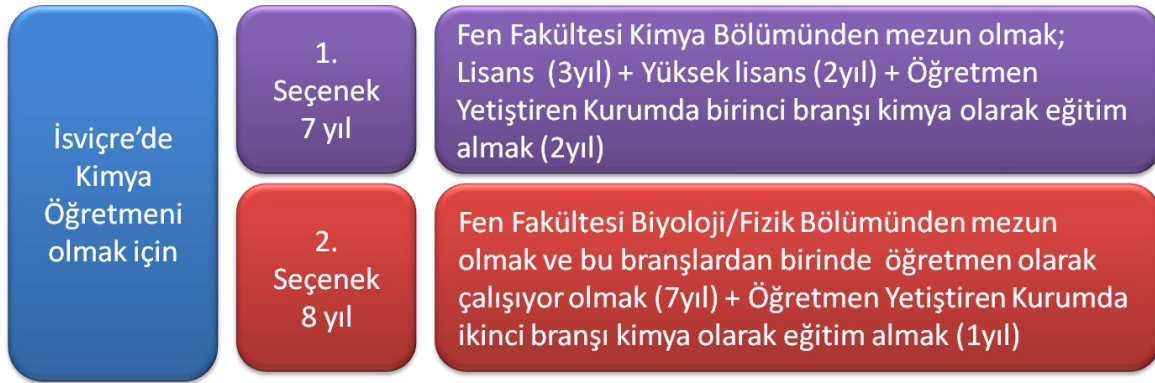 İsviçre’de
Kimya
Öğretmeni
olmak için
1.
Seçenek
7 yıl
Fen Fakültesi Kimya Bölümünden mezun olmak;
Lisans (3yıl) + Yüksek lisans (2yıl) + Öğretmen
Yetiştiren Kurumda birinci branşı kimya olarak eğitim
almak (2yıl)
2.
Seçenek
8 yıl
Fen Fakültesi Biyoloji/Fizik Bölümünden mezun
olmak ve bu branşlardan birinde öğretmen olarak
çalışıyor olmak (7yıl) + Öğretmen Yetiştiren Kurumda
ikinci branşı kimya olarak eğitim almak (1yıl)